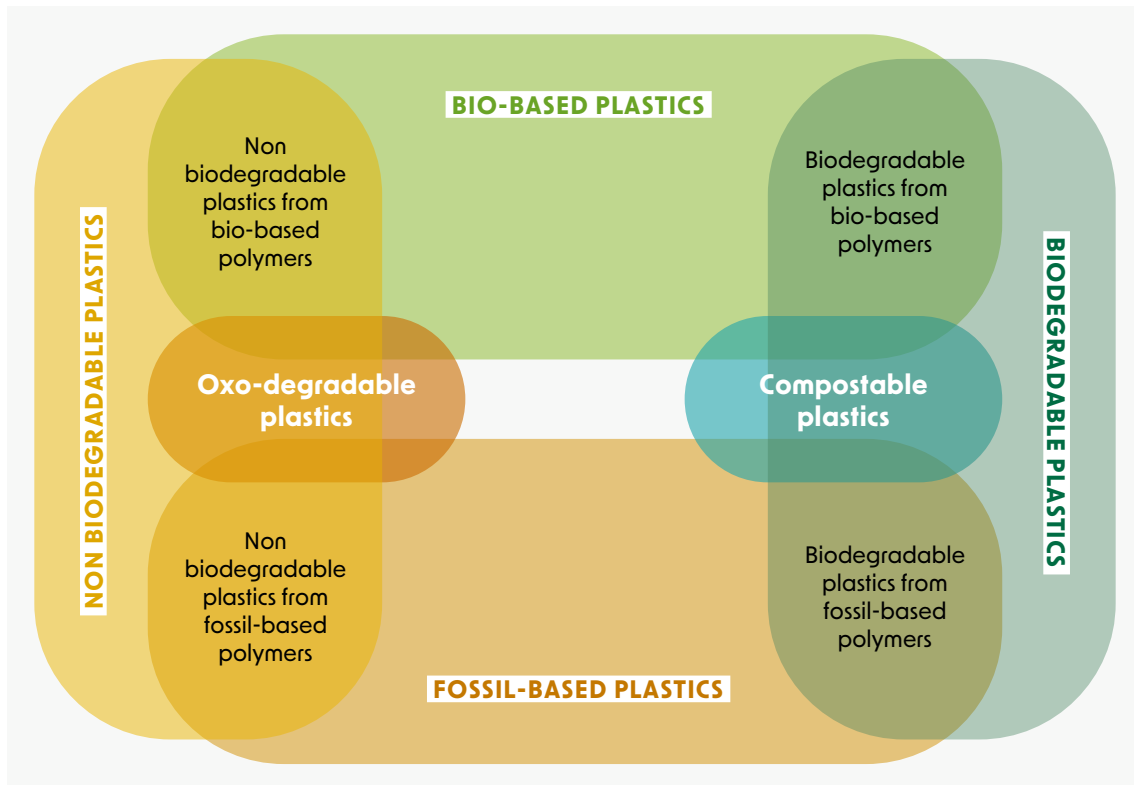 BIO-BASED PLASTICS
Non
biodegradable
plastics from
bio-based
polymers
Biodegradable
plastics from
bio-based
polymers
NON BIODEGRADABLE PLASTICS
BIODEGRADABLE PLASTICS
Oxo-degradable
plastics
Compostable
plastics
Non
biodegradable
plastics from
fossil-based
polymers
Biodegradable
plastics from
fossil-based
polymers
FOSSIL-BASED PLASTICS